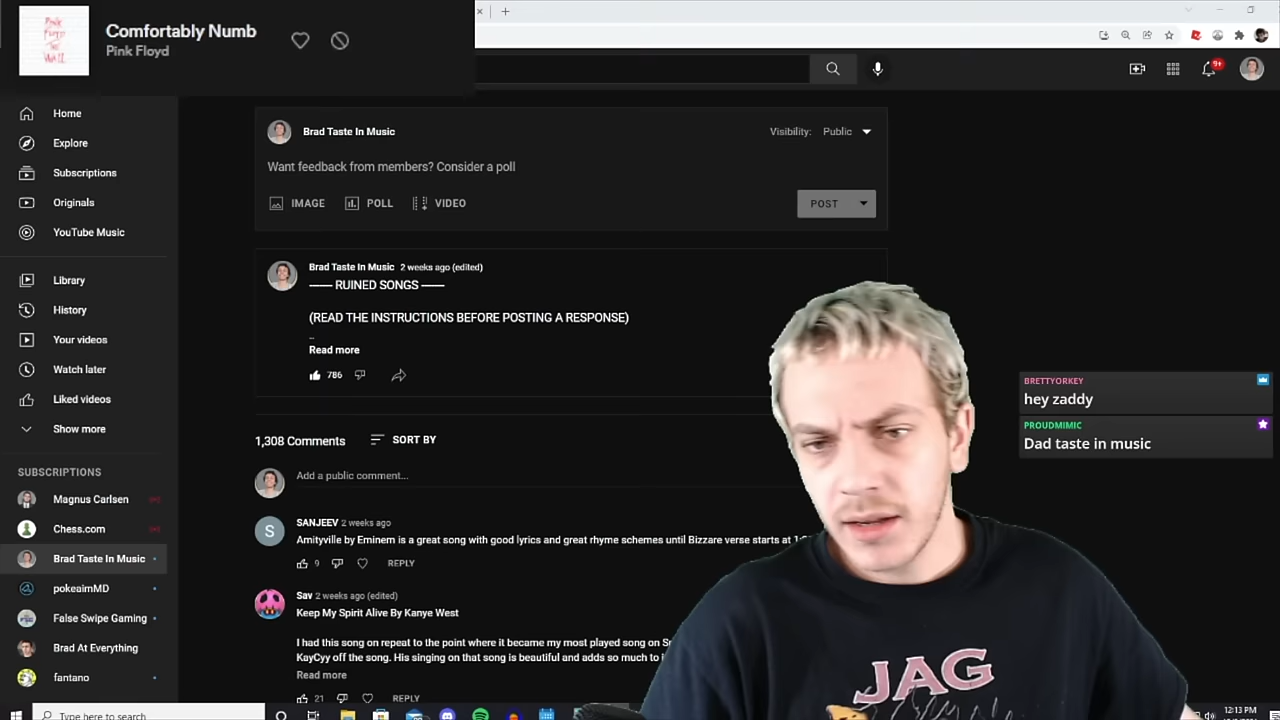 Comfortably Numb
Pink Floyd
Pink
Floyd
The
Wall
9+
Home
Explore
Subscriptions
Originals
YouTube Music
Library
History
Your videos
Watch later
Liked videos
Show more
SUBSCRIPTIONS
Magnus Carlsen
Chess.com
Brad Taste In Music
pokeaimMD
False Swipe Gaming
Brad At Everything
fantano
Brad Taste In Music
Visibility: Public
Want feedback from members? Consider a poll
IMAGE POLL VIDEO
POST
Brad Taste In Music 2 weeks ago (edited)
—— RUINED SONGS ——
(READ THE INSTRUCTIONS BEFORE POSTING A RESPONSE)
..
Read more
786
1,308 Comments SORT BY
Add a public comment...
S
SANJEEV 2 weeks ago
Amityville by Eminem is a great song with good lyrics and great rhyme schemes until Bizzare verse starts at
9 REPLY
Sav 2 weeks ago (edited)
Keep My Spirit Alive By Kanye West
I had this song on repeat to the point where it became my most played song on
KayCyy off the song. His singing on that song is beautiful and adds so much to
Read more
21 REPLY
BRETTYORKEY
hey zaddy
PROUDMIMIC
Dad taste in music
JAG
Type here to search
12:13 PM